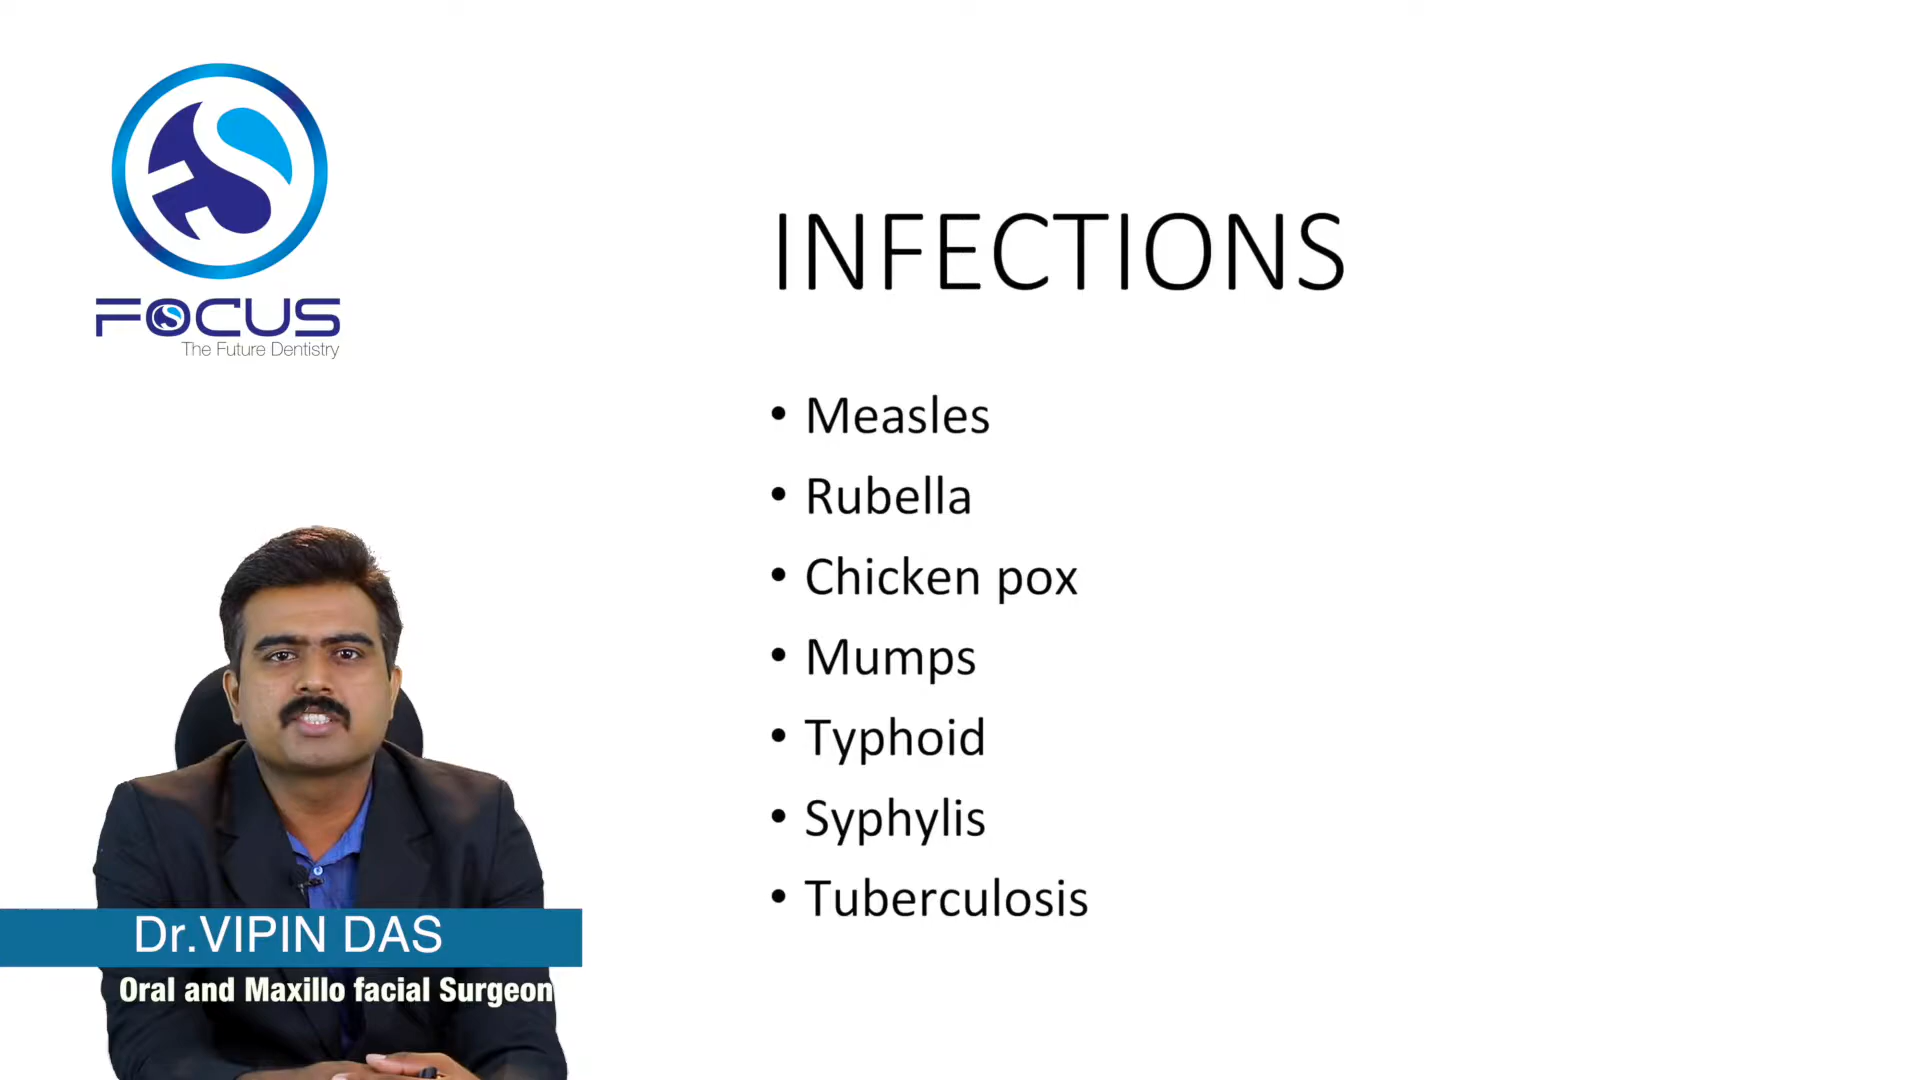 FOCUS
The Future Dentistry
INFECTIONS
• Measles
• Rubella
• Chicken pox
• Mumps
• Typhoid
• Syphylis
• Tuberculosis
Dr.VIPIN DAS
Oral and Maxillo facial Surgeon